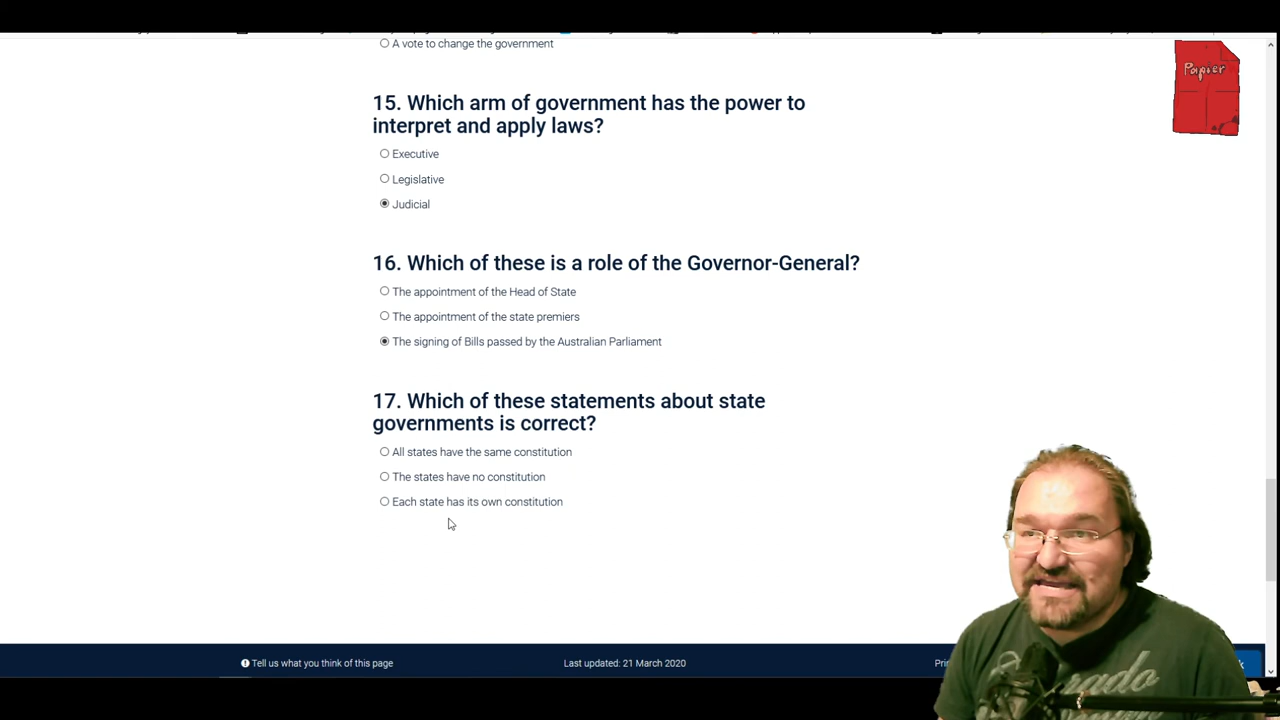 A vote to change the government
15. Which arm of government has the power to
interpret and apply laws?
Executive
Legislative
Judicial
16. Which of these is a role of the Governor-General?
The appointment of the Head of State
The appointment of the state premiers
The signing of Bills passed by the Australian Parliament
17. Which of these statements about state
governments is correct?
All states have the same constitution
The states have no constitution
Each state has its own constitution
Tell us what you think of this page
Last updated: 21 March 2020
Papier